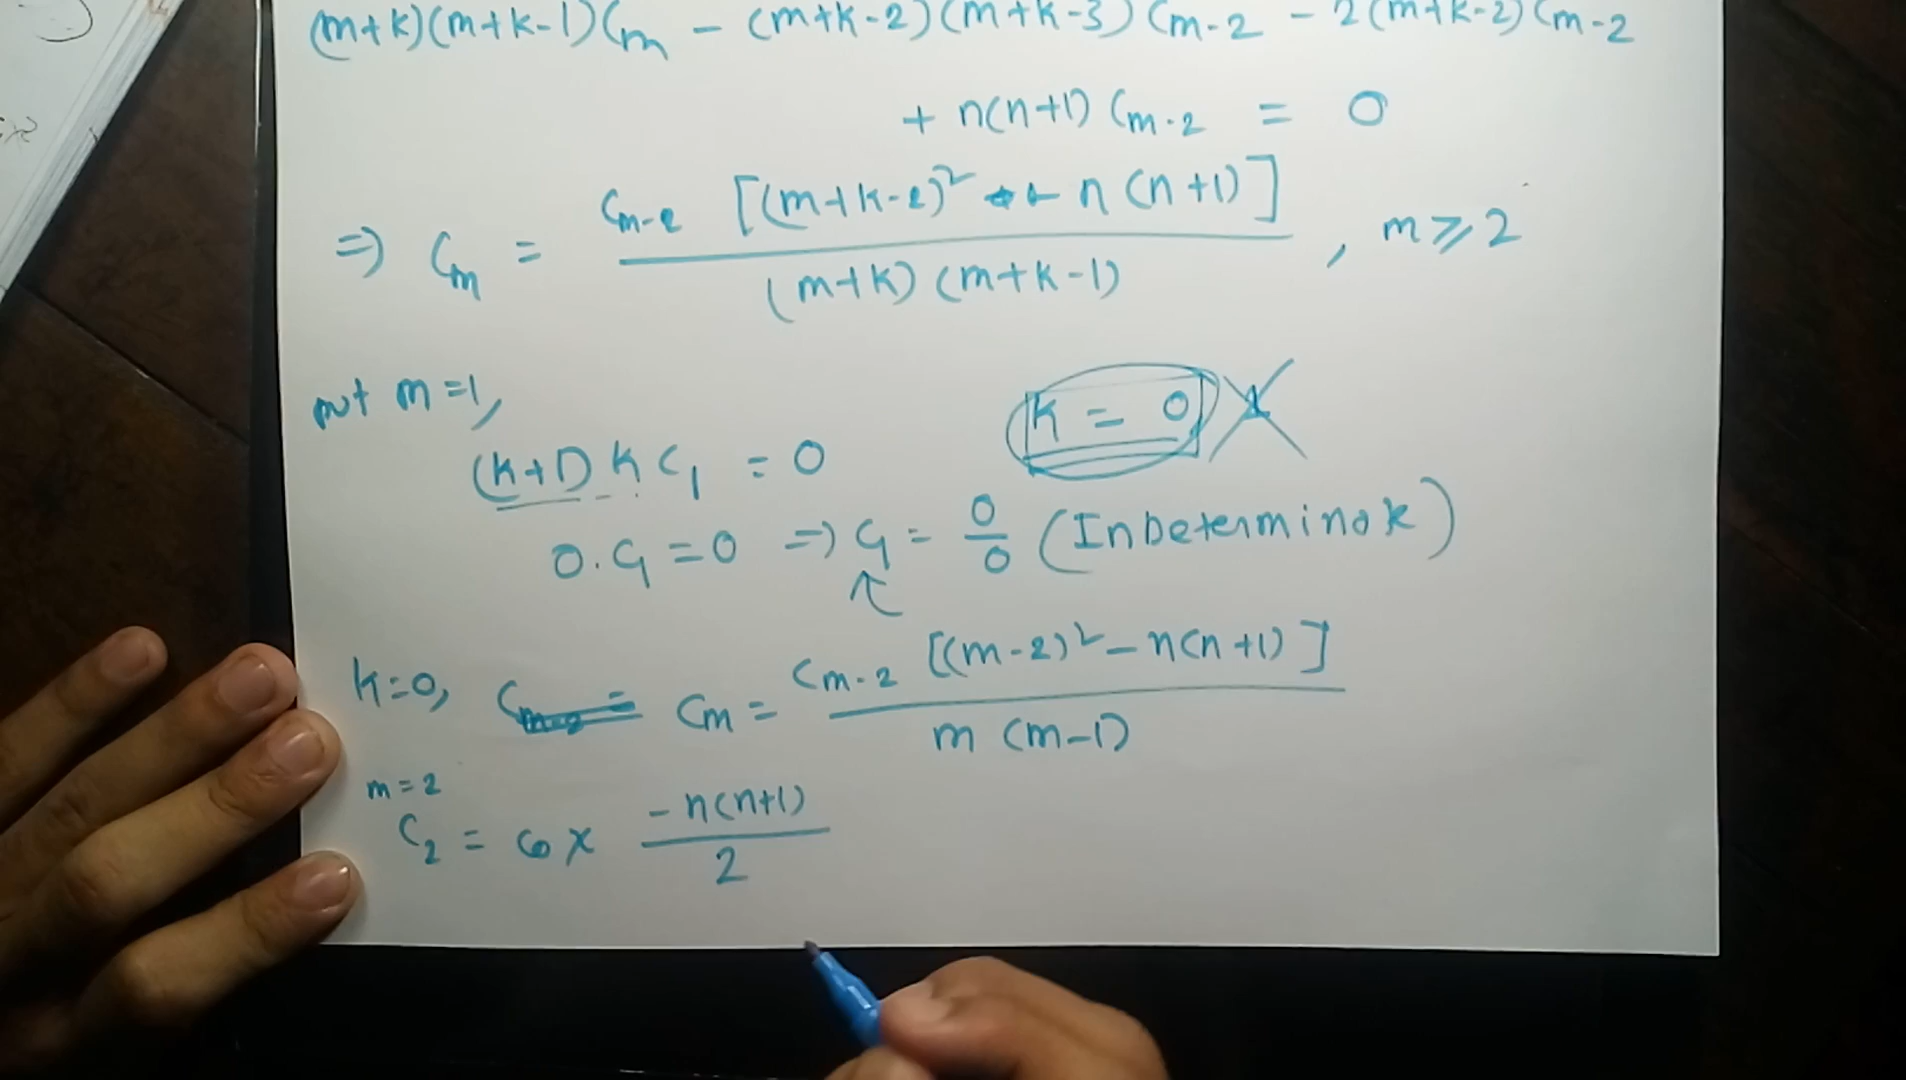 (m+k)(m+k-1)Cm - (m+k-2)(m+k-3)Cm-2 - 2(m+k-2)Cm-2
+ n(n+1)Cm-2 = 0
⇒ Cm = Cm-2 [(m+k-2)² - n(n+1)] / (m+k)(m+k-1) , m ≥ 2
put m=1,
k = 0
(k+1) k C1 = 0
0.C1 = 0 ⇒ C1 = 0/0 (Indeterminate)
k=0, Cm = Cm-2 [(m-2)² - n(n+1)] / m(m-1)
m=2
C2 = C0 x -n(n+1) / 2